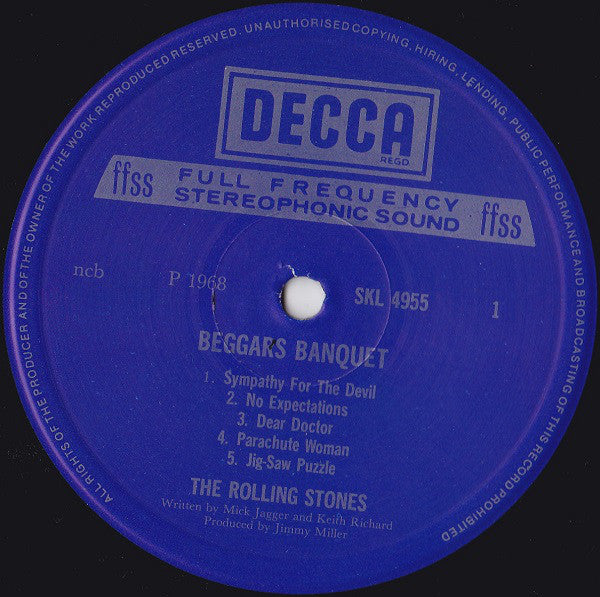 ALL RIGHTS OF THE PRODUCER AND OF THE OWNER OF THE WORK REPRODUCED RESERVED. UNAUTHORISED COPYING, HIRING, LENDING, PUBLIC PERFORMANCE AND BROADCASTING OF THIS RECORD PROHIBITED
DECCA
REGD
ffss FULL FREQUENCY ffss
STEREOPHONIC SOUND
ncb P 1968 SKL 4955 1
BEGGARS BANQUET
1. Sympathy For The Devil
2. No Expectations
3. Dear Doctor
4. Parachute Woman
5. Jig-Saw Puzzle
THE ROLLING STONES
Written by Mick Jagger and Keith Richard
Produced by Jimmy Miller